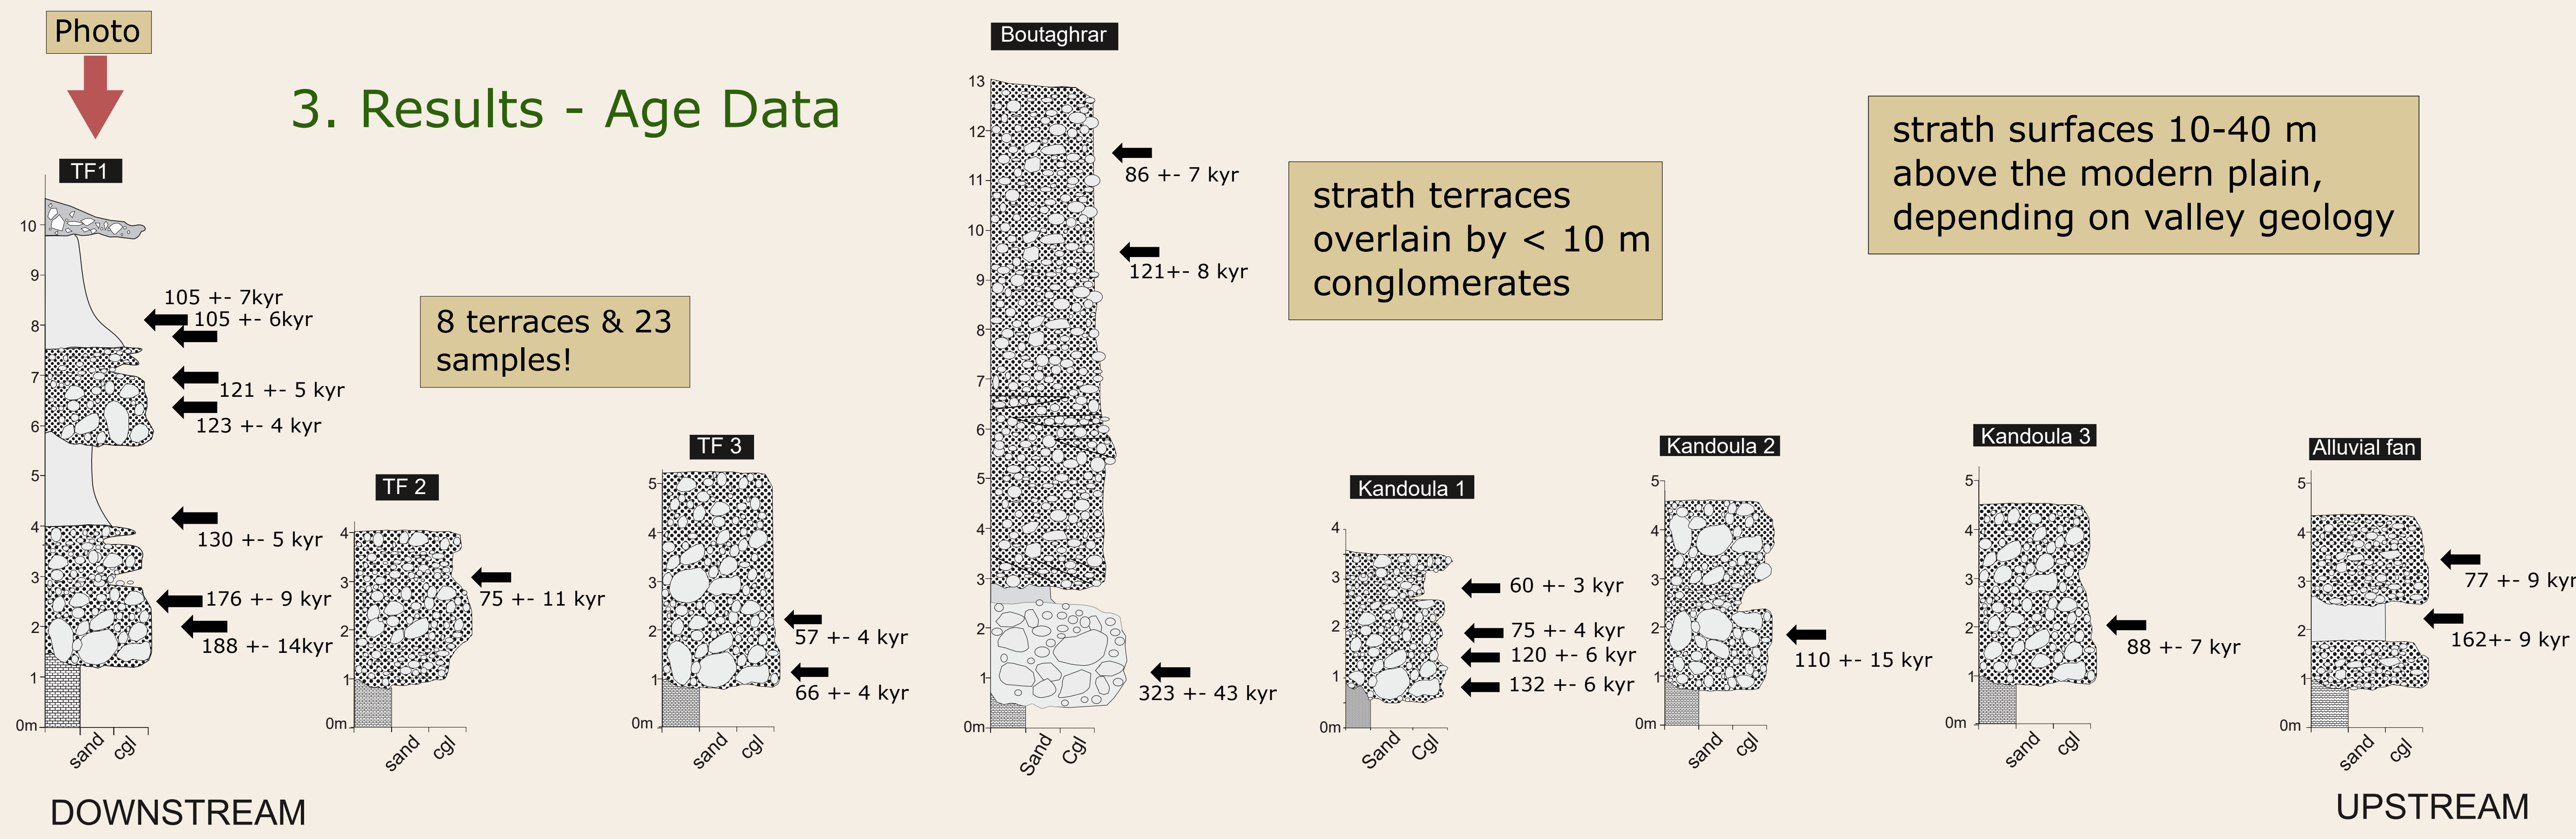 Photo
3. Results - Age Data
TF1
10
9
8
7
6
5
4
3
2
1
0m
sand
cgl
105 +- 7kyr
105 +- 6kyr
121 +- 5 kyr
123 +- 4 kyr
130 +- 5 kyr
176 +- 9 kyr
188 +- 14kyr
8 terraces & 23
samples!
TF 2
4
3
2
1
0m
sand
cgl
75 +- 11 kyr
TF 3
5
4
3
2
1
0m
sand
cgl
57 +- 4 kyr
66 +- 4 kyr
Boutaghrar
13
12
11
10
9
8
7
6
5
4
3
2
1
0m
Sand
Cgl
86 +- 7 kyr
121+- 8 kyr
323 +- 43 kyr
strath terraces
overlain by < 10 m
conglomerates
strath surfaces 10-40 m
above the modern plain,
depending on valley geology
Kandoula 1
4
3
2
1
0m
Sand
Cgl
60 +- 3 kyr
75 +- 4 kyr
120 +- 6 kyr
132 +- 6 kyr
Kandoula 2
5
4
3
2
1
0m
sand
cgl
110 +- 15 kyr
Kandoula 3
5
4
3
2
1
0m
sand
cgl
88 +- 7 kyr
Alluvial fan
5
4
3
2
1
0m
sand
cgl
77 +- 9 kyr
162+- 9 kyr
DOWNSTREAM
UPSTREAM